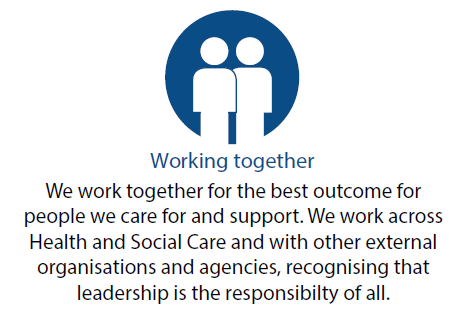 Working together
We work together for the best outcome for
people we care for and support. We work across
Health and Social Care and with other external
organisations and agencies, recognising that
leadership is the responsibilty of all.